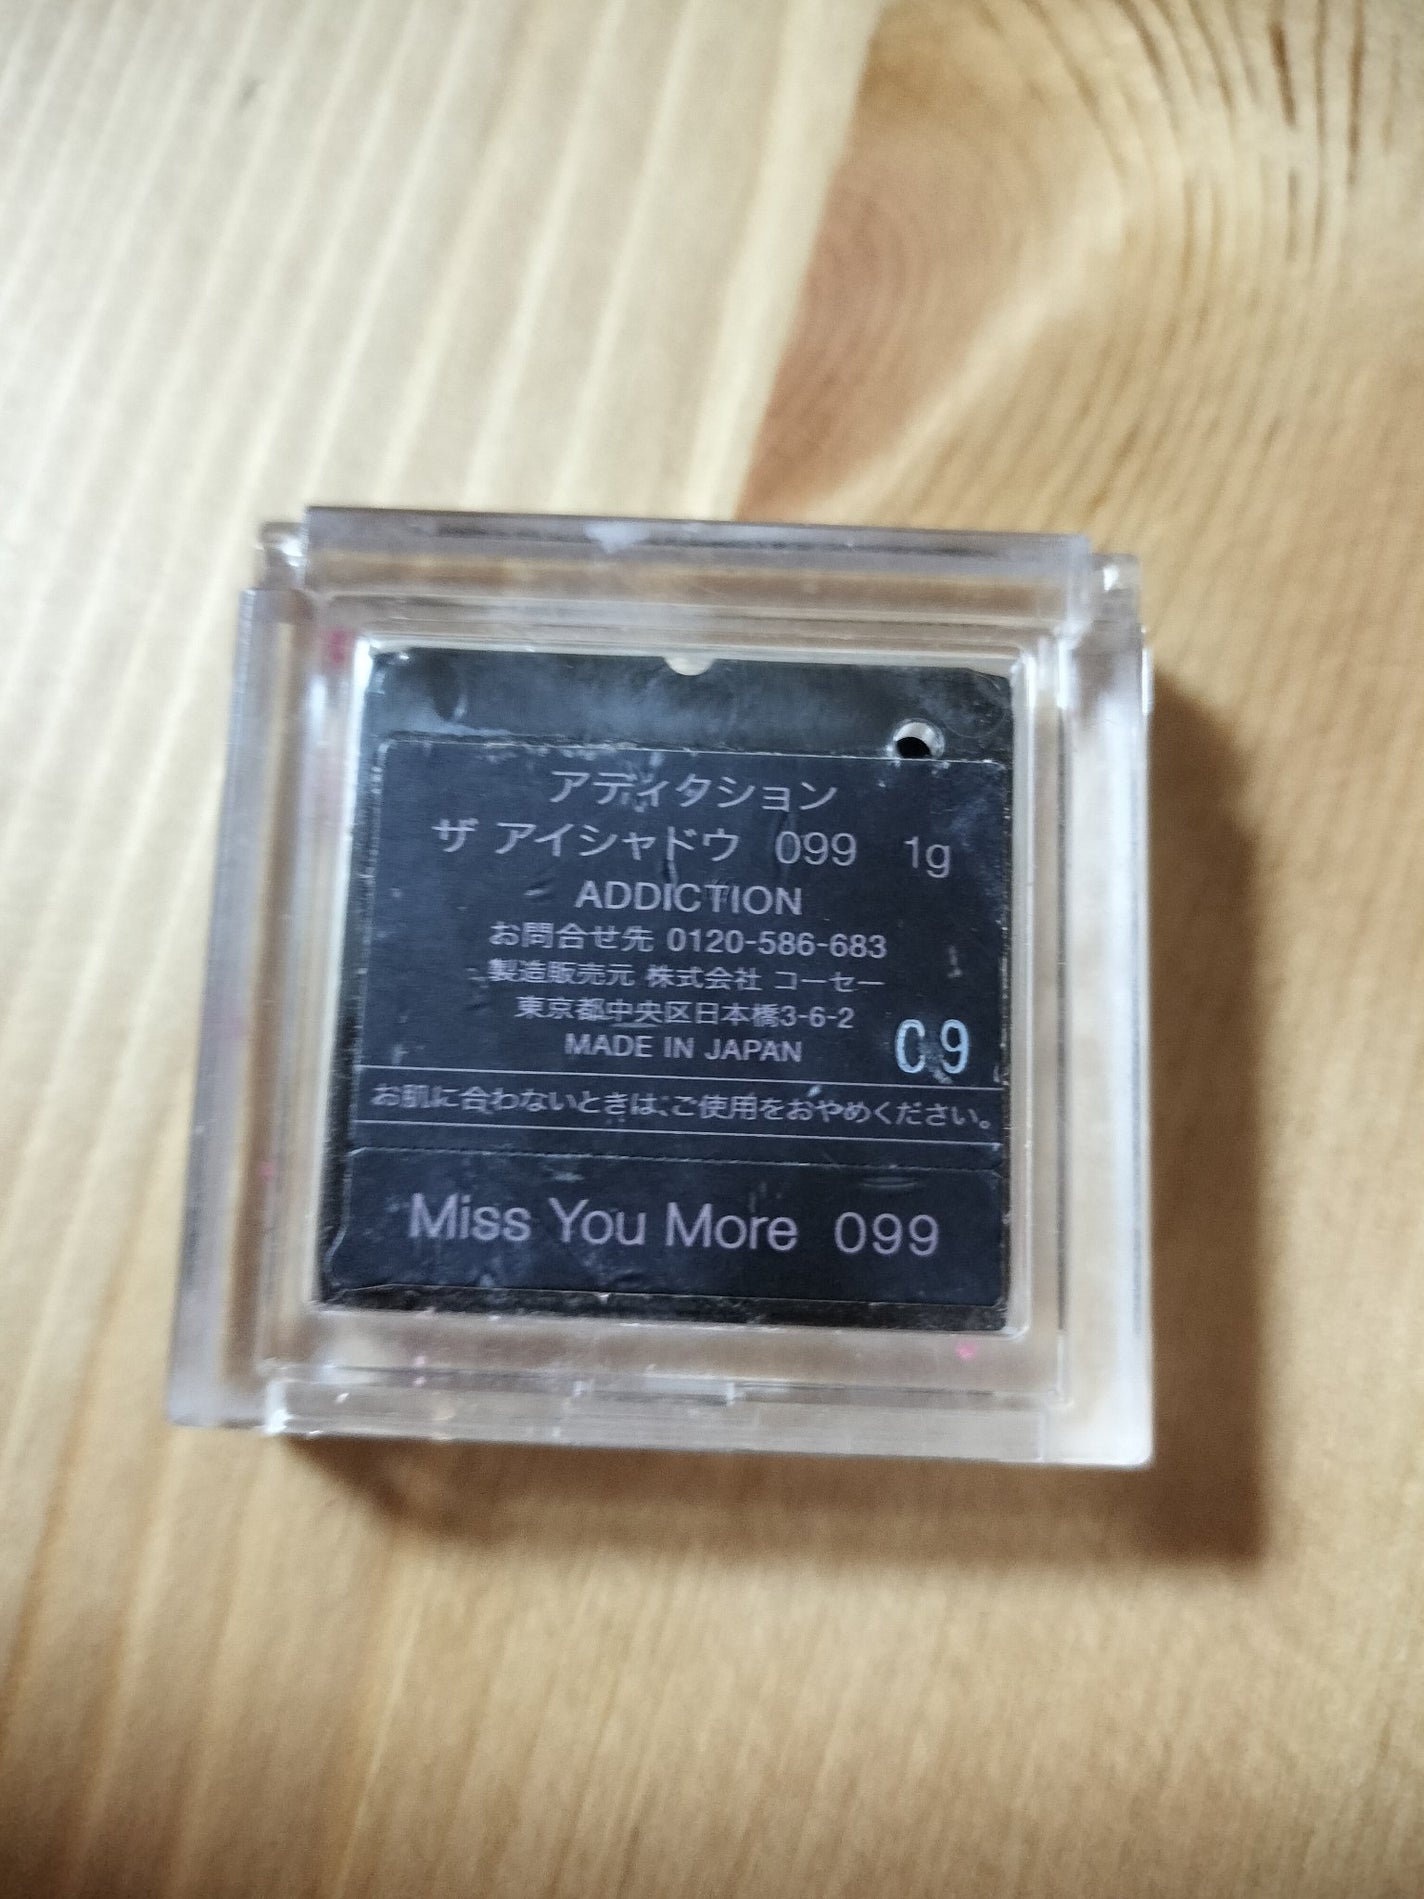 アディクション
ザ アイシャドウ 099 1g
ADDICTION
お問合せ先 0120-586-683
製造販売元 株式会社 コーセー
東京都中央区日本橋3-6-2
MADE IN JAPAN
C9
お肌に合わないときは、ご使用をおやめください。
Miss You More 099